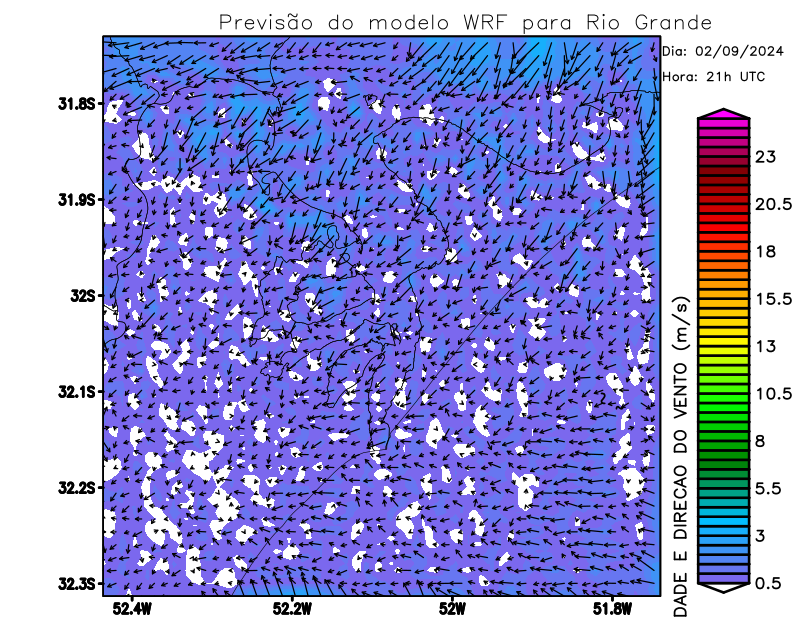 Previsão do modelo WRF para Rio Grande
Dia: 02/09/2024
Hora: 21h UTC
31.8S
31.9S
32S
32.1S
32.2S
32.3S
52.4W
52.2W
52W
51.8W
23
20.5
18
15.5
13
10.5
8
5.5
3
0.5
DADE E DIRECAO DO VENTO (m/s)